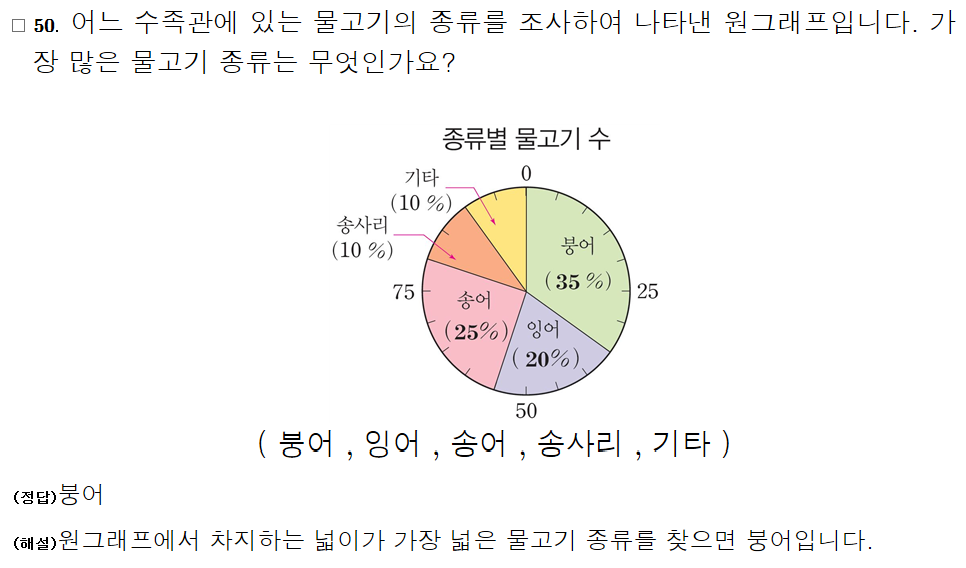 □ 50. 어느 수족관에 있는 물고기의 종류를 조사하여 나타낸 원그래프입니다. 가
장 많은 물고기 종류는 무엇인가요?
종류별 물고기 수
0
기타
(10 %)
송사리
(10 %)
붕어
(35 %)
75
25
송어
(25%)
잉어
(20%)
50
( 붕어 , 잉어 , 송어 , 송사리 , 기타 )
(정답)붕어
(해설)원그래프에서 차지하는 넓이가 가장 넓은 물고기 종류를 찾으면 붕어입니다.